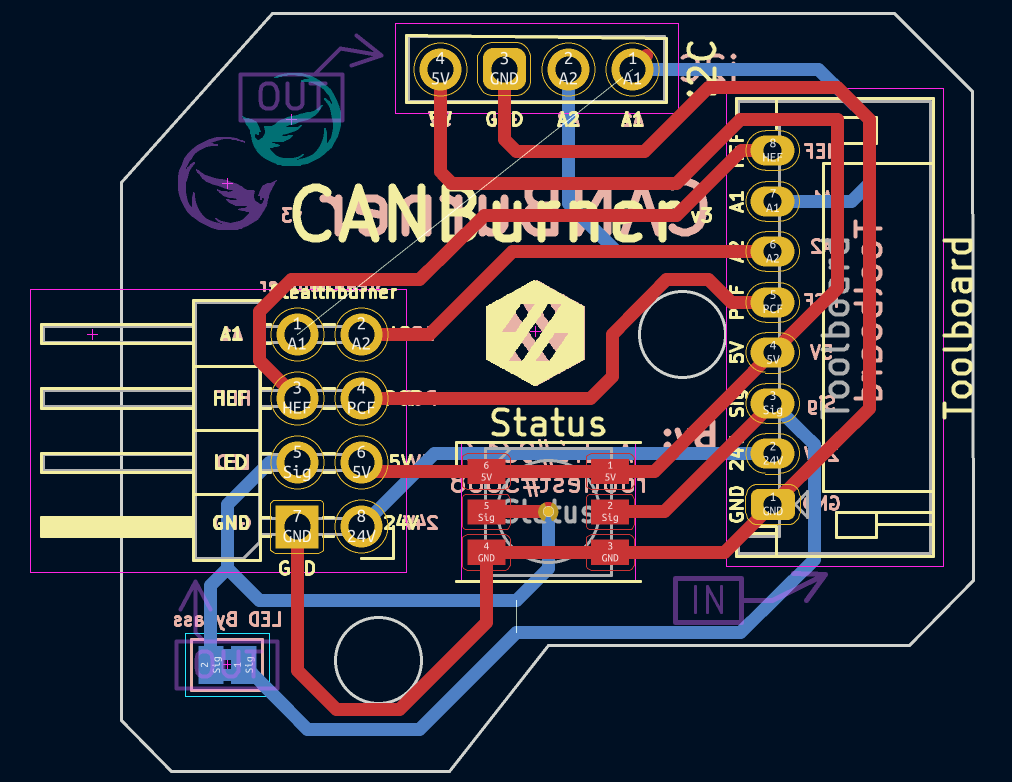 OUT
4 3 2 1
5V GND A2 A1
GND A2 A1
CANBurner v3
8 HEF
7 A1
6 A2
5 PCF
4 5V
3 Sig
2 24V
1 GND
A1
A2
PCF
5V
Sig
24V
GND
Toolboard
Stealthburner
1 A1
2 A2
3 HEF
4 PCF
5 Sig
6 5V
7 GND
8 24V
A1
HEF
LED
GND
5V
24V
GND
Status
By:
6 5V
1 5V
5 Sig
2 Sig
4 GND
3 GND
Status
IN
LED Bypass
2 Sig
1 Sig
OUT